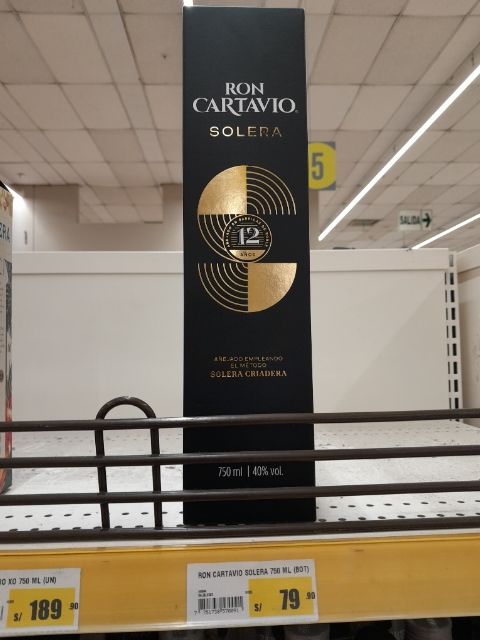 RON
CARTAVIO
SOLERA
5
SALIDA
12
AÑOS
AÑEJADO EMPLEANDO
EL MÉTODO
SOLERA CRIADERA
750 ml | 40% vol.
XO 750 ML (UN)
S/ 189.90
RON CARTAVIO SOLERA 750 ML (BOT)
S/ 79.90